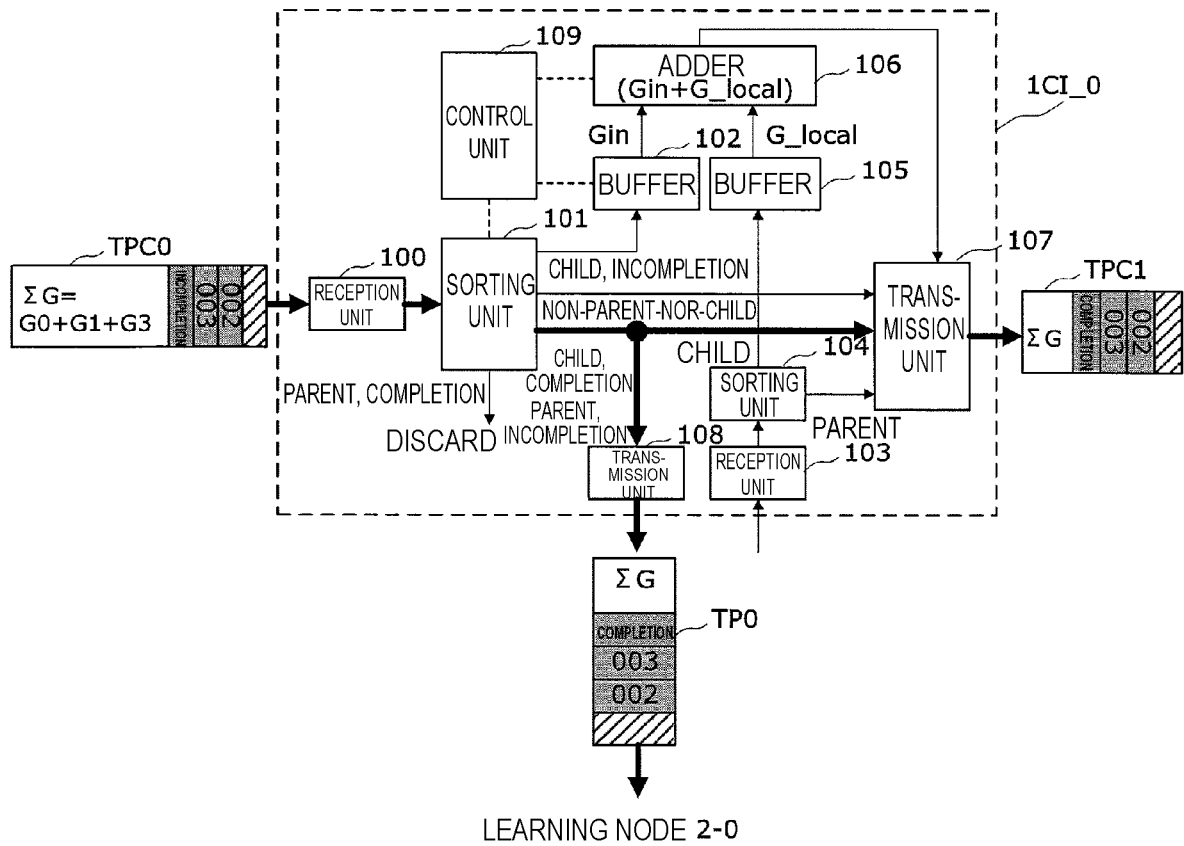 109
ADDER
(Gin+G_local)
106
1CI_0
CONTROL
UNIT
Gin
102
G_local
BUFFER
BUFFER
105
101
TPC0
100
SORTING
UNIT
RECEPTION
UNIT
ΣG=
G0+G1+G3
INCOMPLETION
003
002
CHILD, INCOMPLETION
NON-PARENT-NOR-CHILD
107
TRANS-
MISSION
UNIT
TPC1
ΣG
COMPLETION
003
002
CHILD
104
SORTING
UNIT
PARENT
PARENT, COMPLETION
DISCARD
CHILD,
COMPLETION
PARENT,
INCOMPLETION
108
TRANS-
MISSION
UNIT
RECEPTION
UNIT
103
ΣG
COMPLETION
003
002
TP0
LEARNING NODE 2-0